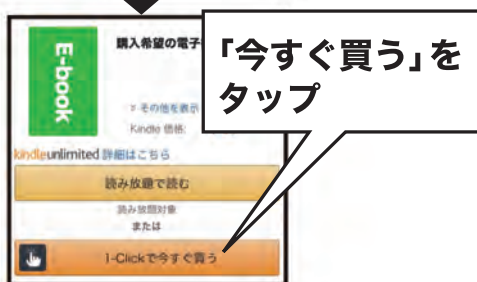 E-book
購入希望の電子
「今すぐ買う」を
タップ
その他を表示
Kindle 価格:
kindleunlimited 詳細はこちら
読み放題で読む
読み放題対象
または
1-Clickで今すぐ買う